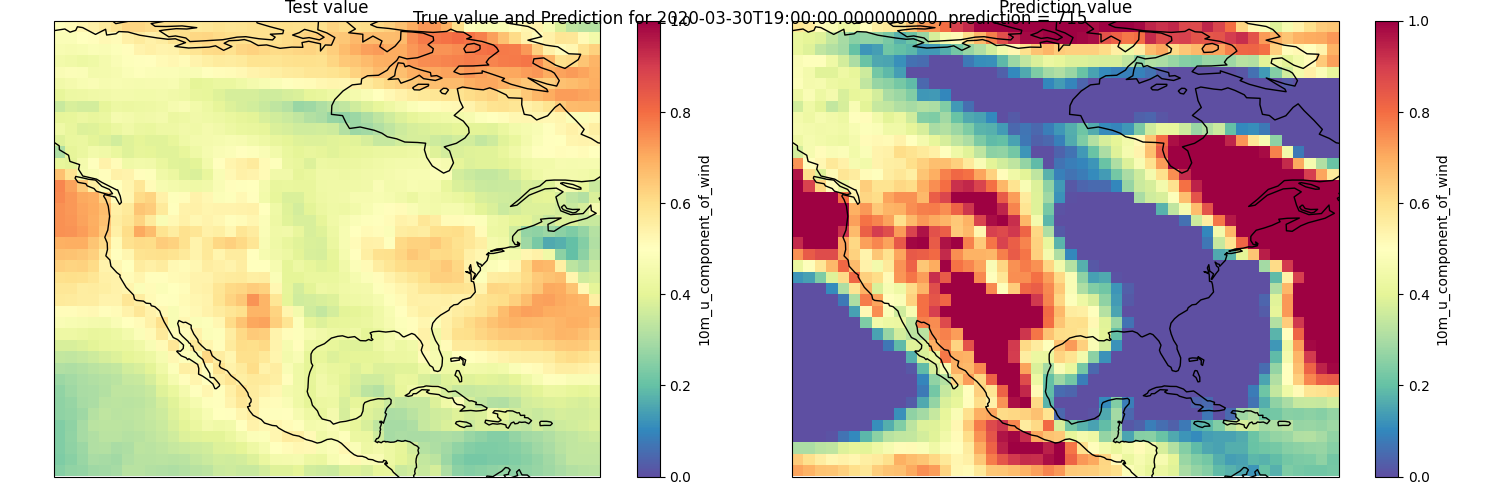 Test value
True value and Prediction for 2020-03-30T19:00:00.000000000, prediction = 715
Prediction value
1.0
0.8
0.6
0.4
0.2
0.0
10m_u_component_of_wind
1.0
0.8
0.6
0.4
0.2
0.0
10m_u_component_of_wind